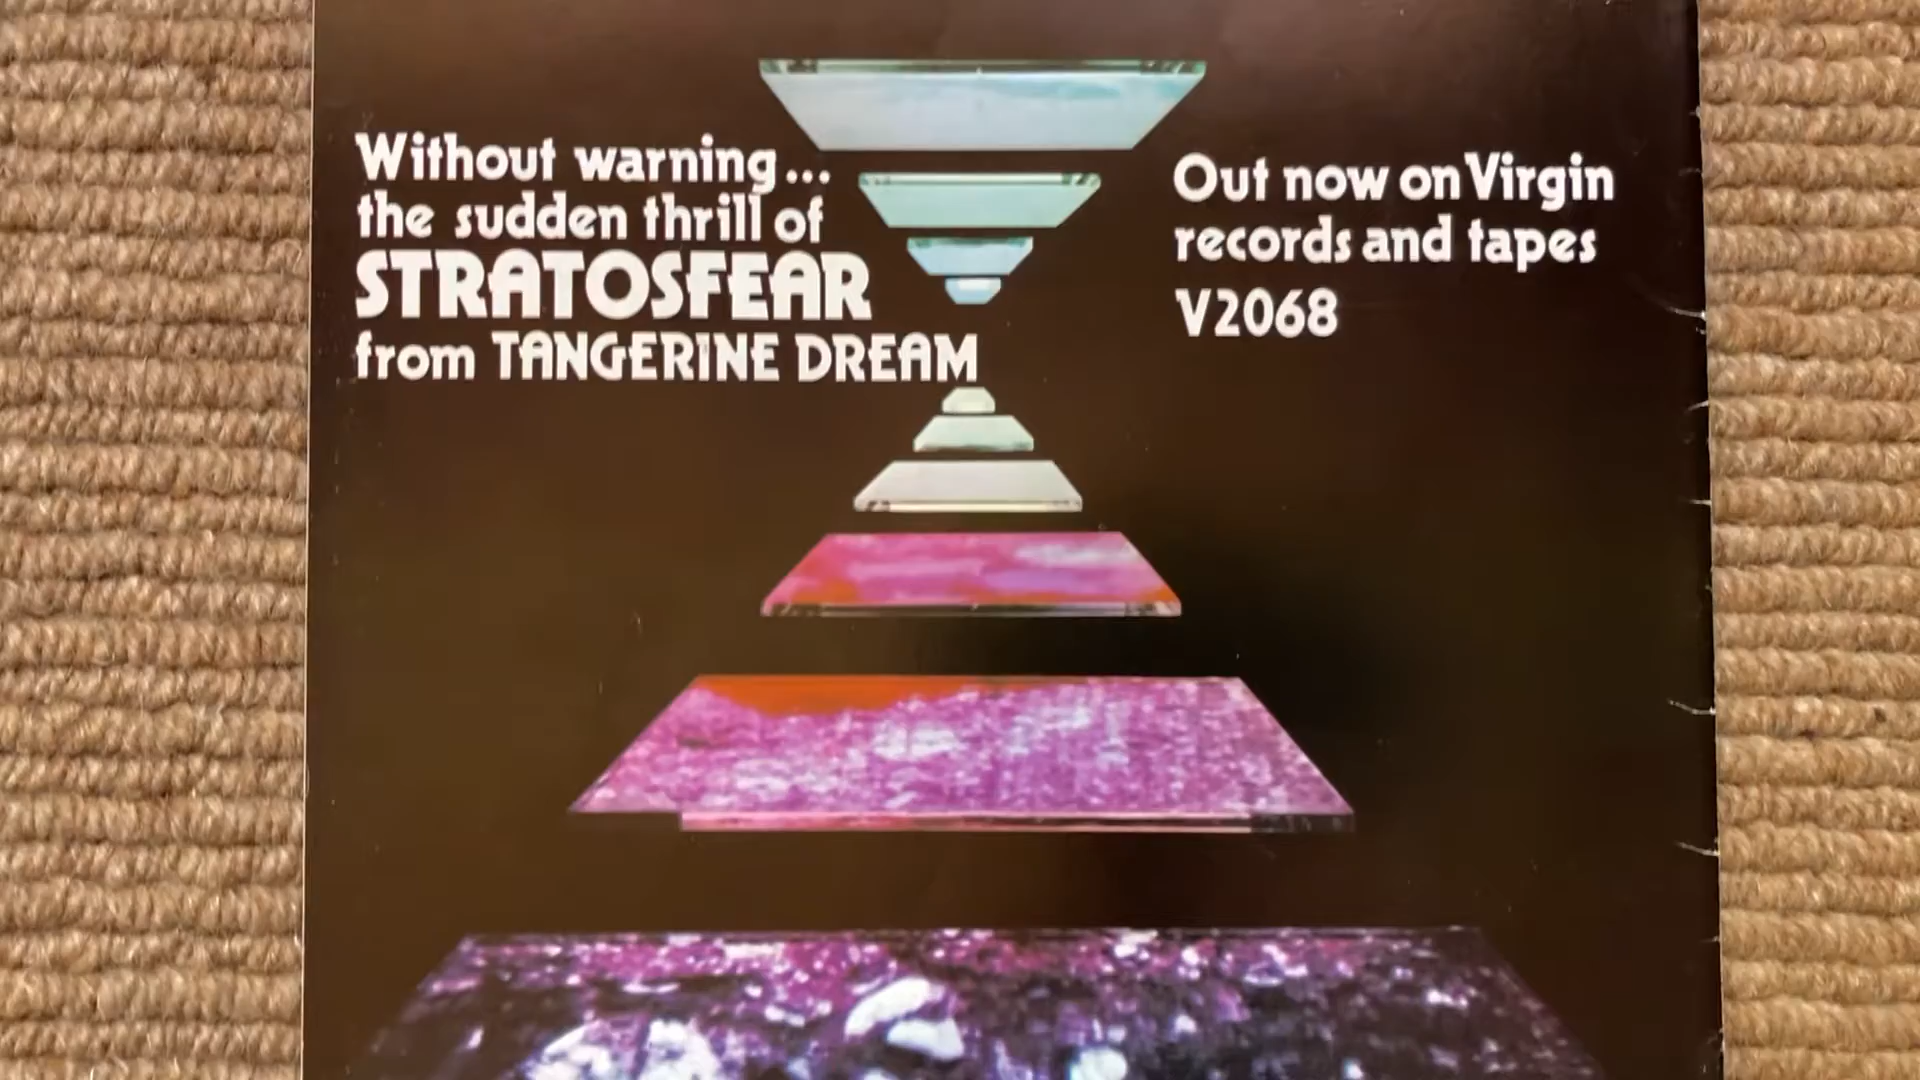 Without warning...
the sudden thrill of
STRATOSFEAR
from TANGERINE DREAM
Out now on Virgin
records and tapes
V2068